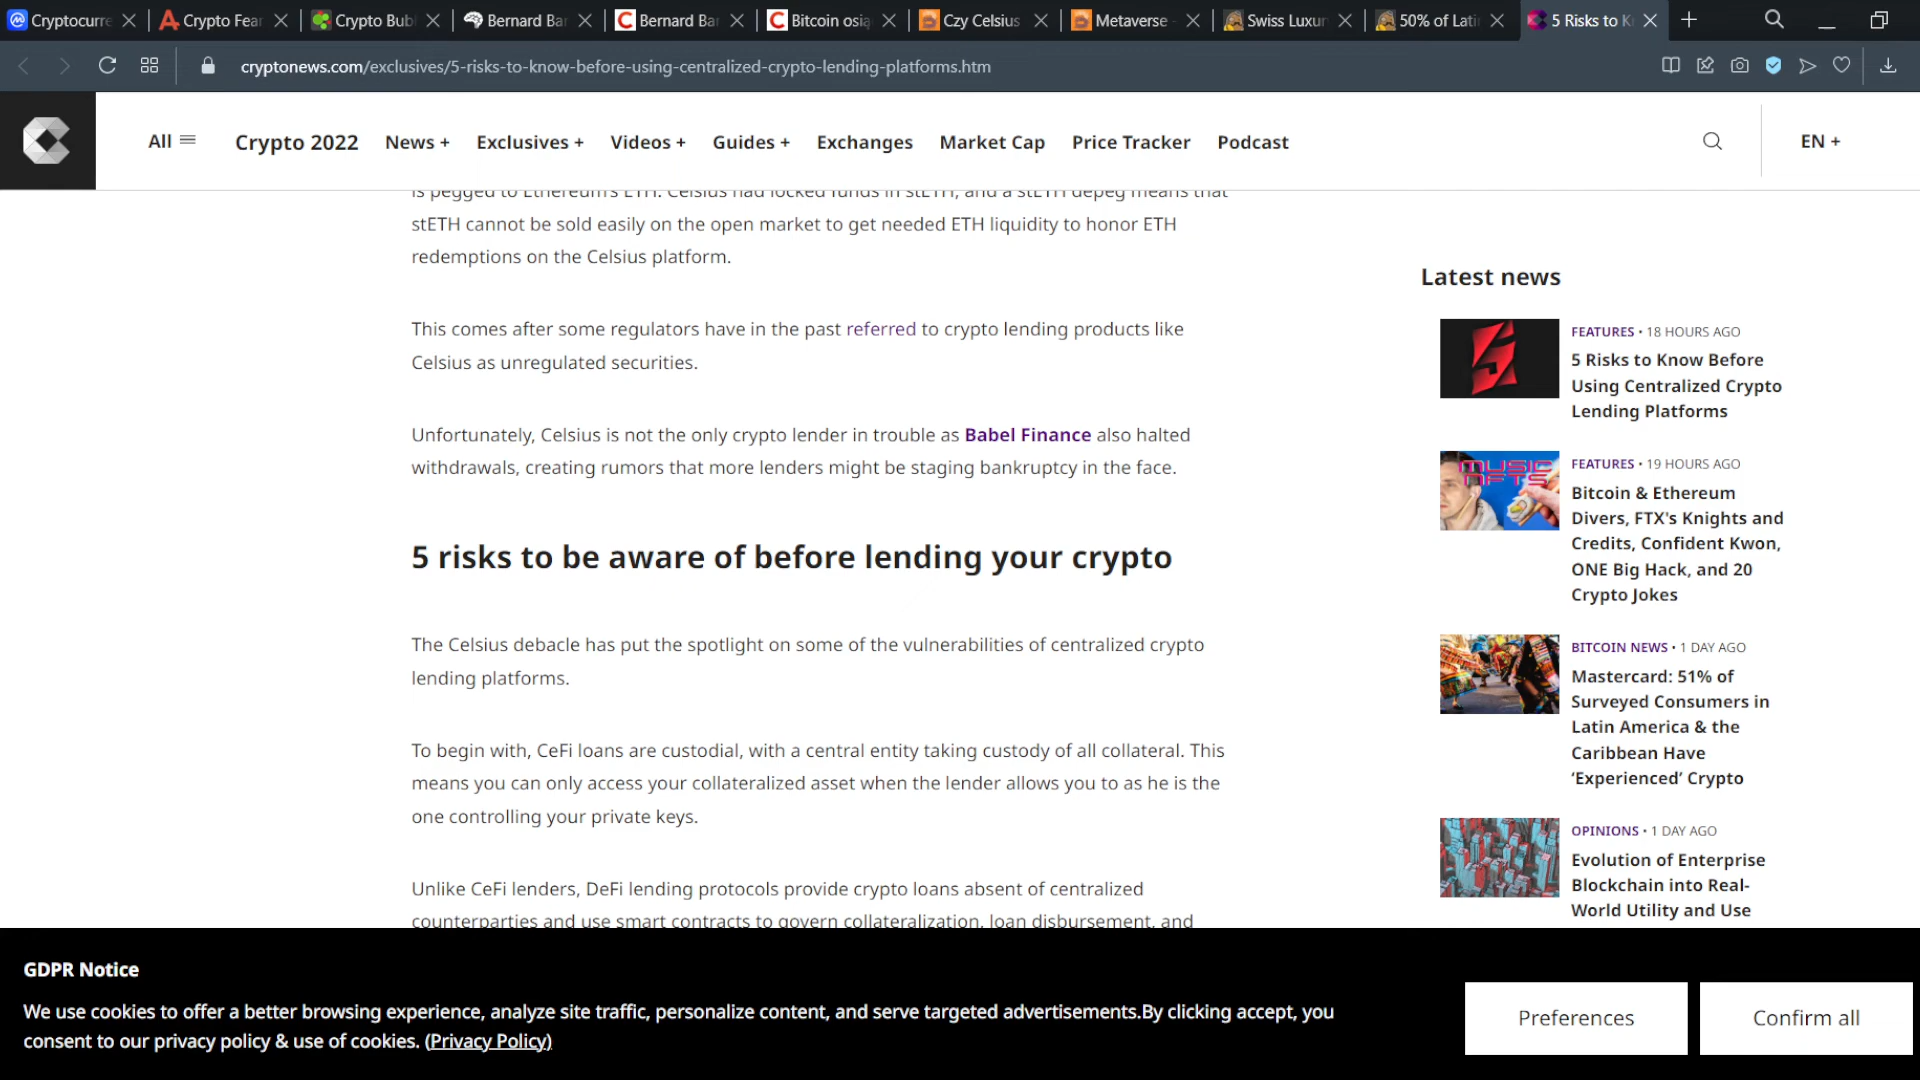 Cryptocurre
Crypto Fear
Crypto Bub
Bernard Bar
Bernard Bar
Bitcoin osią
Czy Celsius
Metaverse
Swiss Luxur
50% of Lati
5 Risks to K
cryptonews.com/exclusives/5-risks-to-know-before-using-centralized-crypto-lending-platforms.htm
All
Crypto 2022
News +
Exclusives +
Videos +
Guides +
Exchanges
Market Cap
Price Tracker
Podcast
EN +
is pegged to Ethereum's ETH. Celsius had locked funds in stETH, and a stETH depeg means that
stETH cannot be sold easily on the open market to get needed ETH liquidity to honor ETH
redemptions on the Celsius platform.
This comes after some regulators have in the past referred to crypto lending products like
Celsius as unregulated securities.
Unfortunately, Celsius is not the only crypto lender in trouble as Babel Finance also halted
withdrawals, creating rumors that more lenders might be staging bankruptcy in the face.
5 risks to be aware of before lending your crypto
The Celsius debacle has put the spotlight on some of the vulnerabilities of centralized crypto
lending platforms.
To begin with, CeFi loans are custodial, with a central entity taking custody of all collateral. This
means you can only access your collateralized asset when the lender allows you to as he is the
one controlling your private keys.
Unlike CeFi lenders, DeFi lending protocols provide crypto loans absent of centralized
counterparties and use smart contracts to govern collateralization, loan disbursement, and
Latest news
FEATURES • 18 HOURS AGO
5 Risks to Know Before
Using Centralized Crypto
Lending Platforms
MUSIC
NFTS
FEATURES • 19 HOURS AGO
Bitcoin & Ethereum
Divers, FTX's Knights and
Credits, Confident Kwon,
ONE Big Hack, and 20
Crypto Jokes
BITCOIN NEWS • 1 DAY AGO
Mastercard: 51% of
Surveyed Consumers in
Latin America & the
Caribbean Have
‘Experienced’ Crypto
OPINIONS • 1 DAY AGO
Evolution of Enterprise
Blockchain into Real-
World Utility and Use
GDPR Notice
We use cookies to offer a better browsing experience, analyze site traffic, personalize content, and serve targeted advertisements.By clicking accept, you
consent to our privacy policy & use of cookies. (Privacy Policy)
Preferences
Confirm all